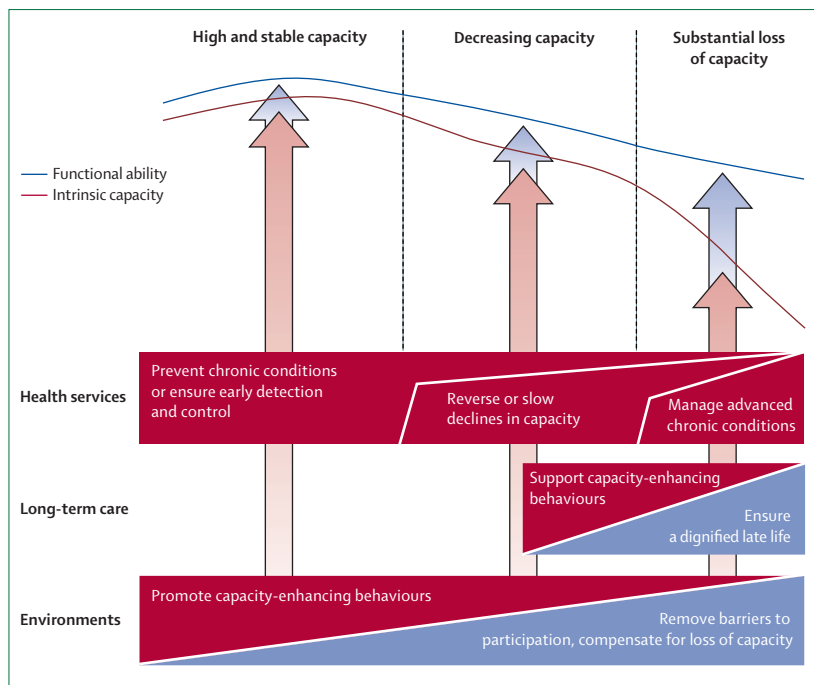 High and stable capacity
Decreasing capacity
Substantial loss
of capacity
Functional ability
Intrinsic capacity
Health services
Prevent chronic conditions
or ensure early detection
and control
Reverse or slow
declines in capacity
Manage advanced
chronic conditions
Long-term care
Support capacity-enhancing
behaviours
Ensure
a dignified late life
Environments
Promote capacity-enhancing behaviours
Remove barriers to
participation, compensate for loss of capacity